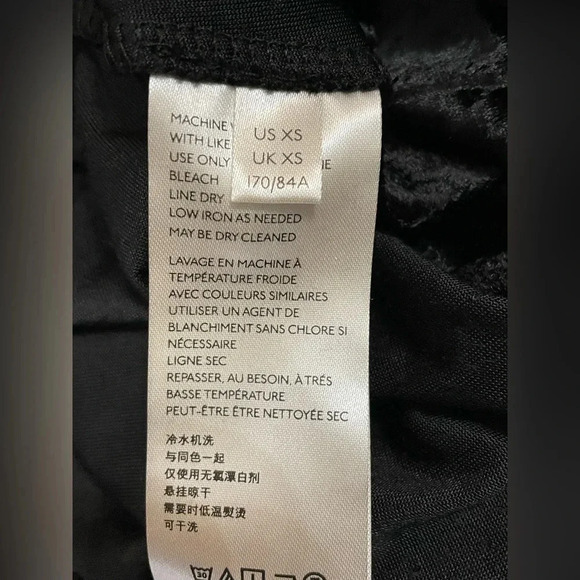 US XS
UK XS
170/84A
MACHINE
WITH LIKE
USE ONLY
BLEACH
LINE DRY
LOW IRON AS NEEDED
MAY BE DRY CLEANED
LAVAGE EN MACHINE À
TEMPÉRATURE FROIDE
AVEC COULEURS SIMILAIRES
UTILISER UN AGENT DE
BLANCHIMENT SANS CHLORE SI
NÉCESSAIRE
LIGNE SEC
REPASSER, AU BESOIN, À TRÉS
BASSE TEMPÉRATURE
PEUT-ÊTRE ÊTRE NETTOYÉE SEC
冷水机洗
与同色一起
仅使用无氯漂白剂
悬挂晾干
需要时低温熨烫
可干洗
30